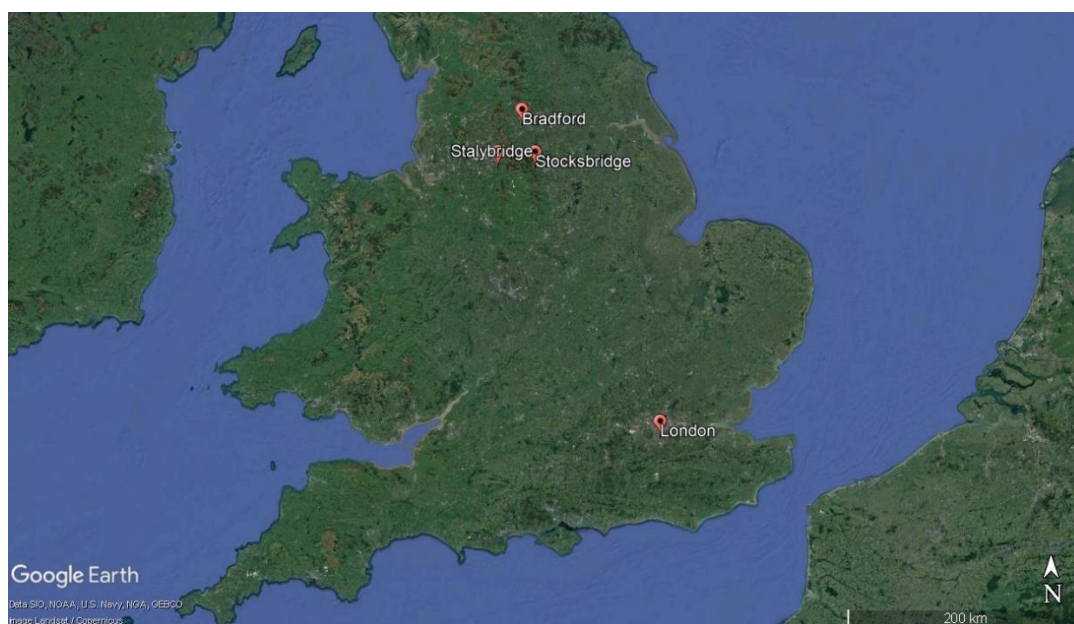 Bradford
Stalybridge
Stocksbridge
London
Google Earth
N
Data SIO, NOAA, U.S. Navy, NGA, GEBCO
Image Landsat / Copernicus
200 km